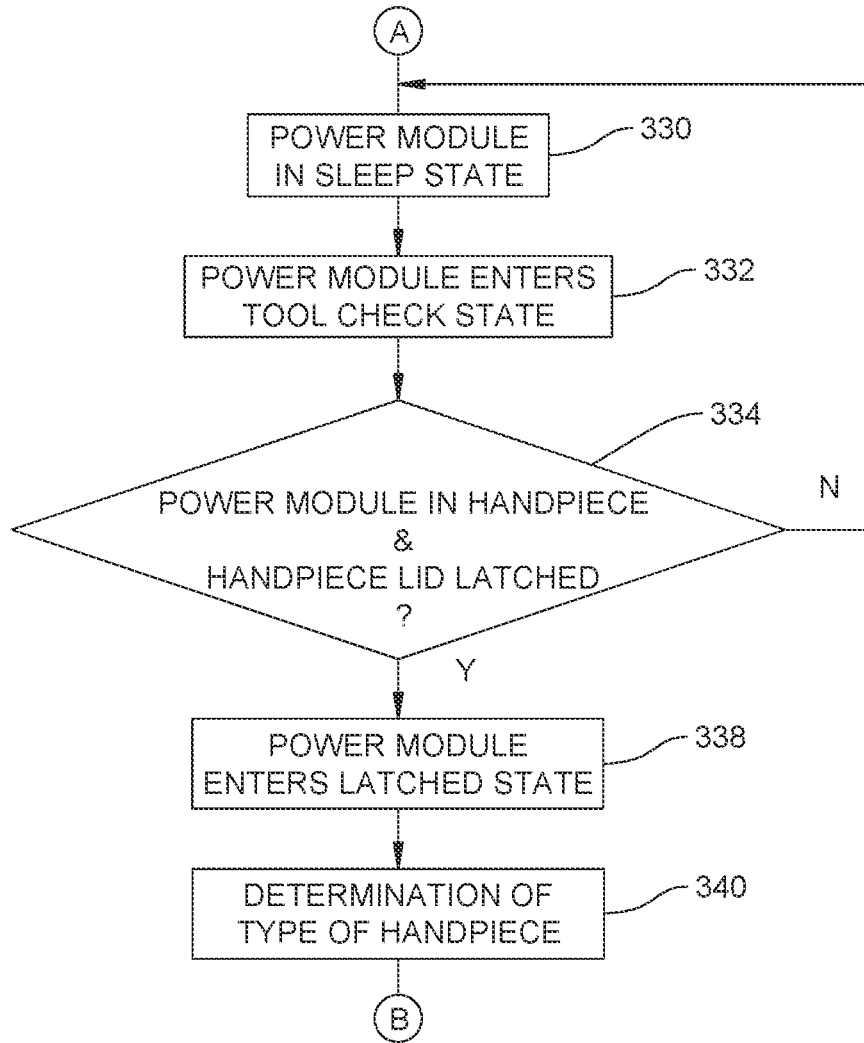 A
POWER MODULE
IN SLEEP STATE
330
POWER MODULE ENTERS
TOOL CHECK STATE
332
334
POWER MODULE IN HANDPIECE
&
HANDPIECE LID LATCHED
?
N
Y
POWER MODULE
ENTERS LATCHED STATE
338
DETERMINATION OF
TYPE OF HANDPIECE
340
B